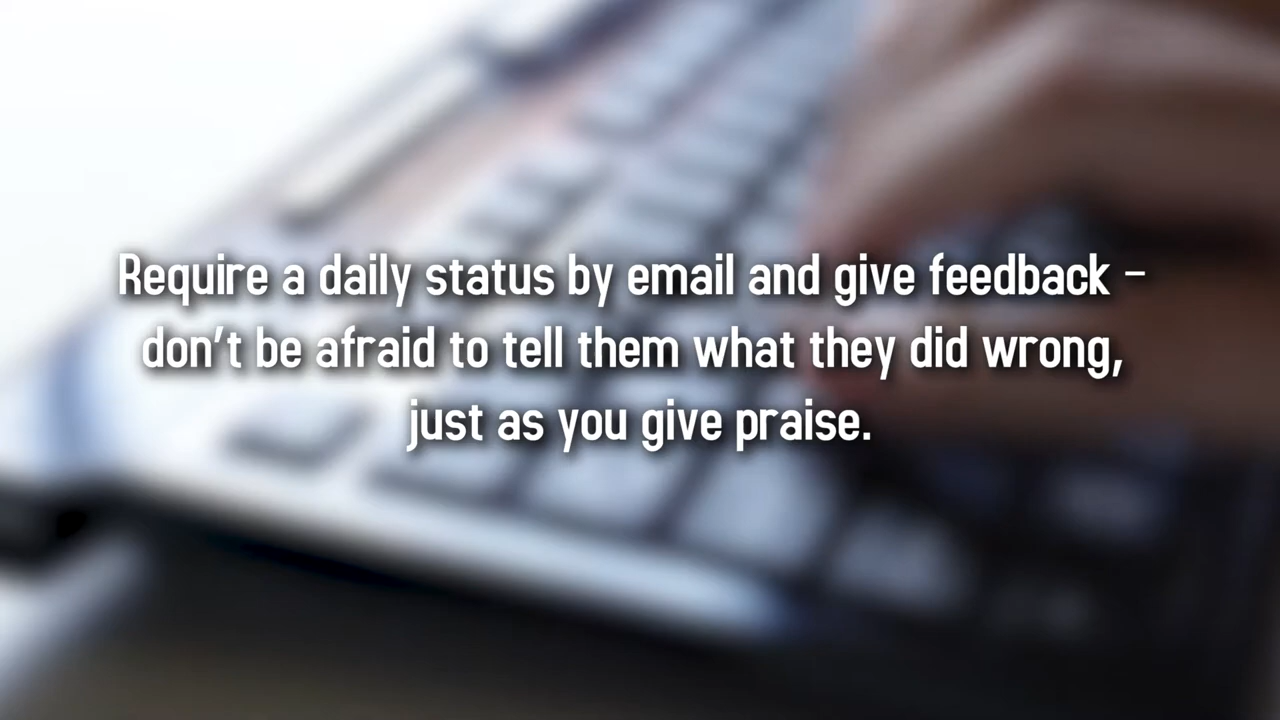 Require a daily status by email and give feedback –
don't be afraid to tell them what they did wrong,
just as you give praise.